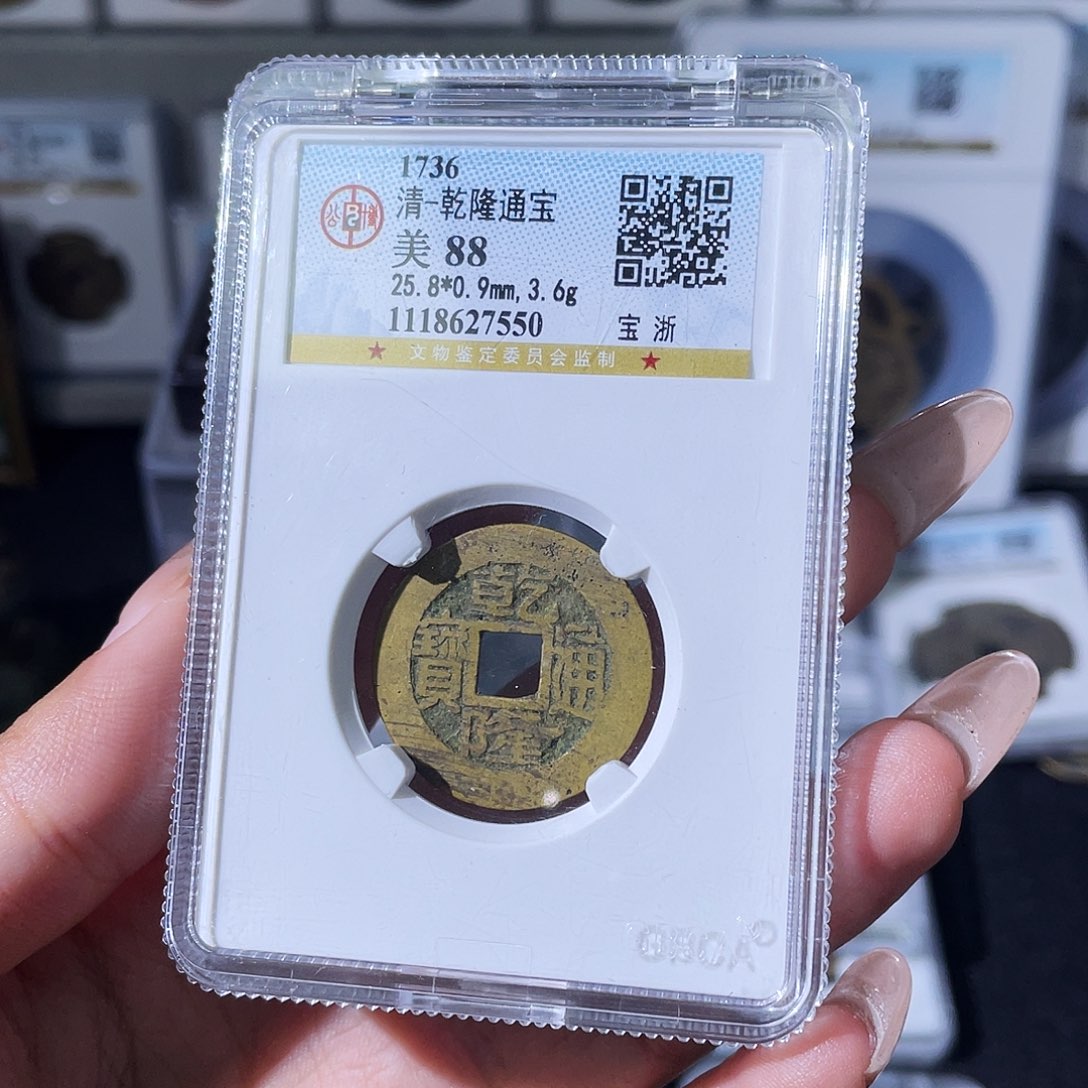 1736
清-乾隆通宝
美 88
25.8*0.9mm,3.6g
1118627550
宝 浙
★ 文物鉴定委员会监制 ★
乾
寳 通
隆